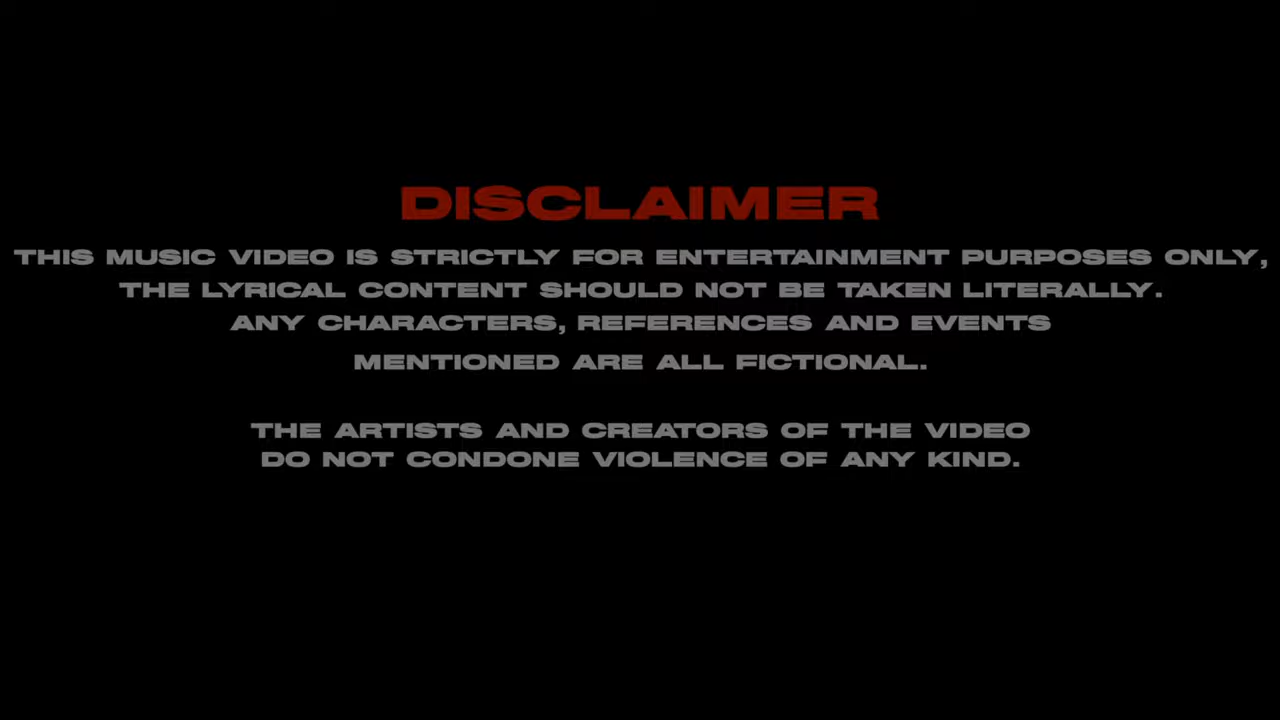 DISCLAIMER
THIS MUSIC VIDEO IS STRICTLY FOR ENTERTAINMENT PURPOSES ONLY,
THE LYRICAL CONTENT SHOULD NOT BE TAKEN LITERALLY.
ANY CHARACTERS, REFERENCES AND EVENTS
MENTIONED ARE ALL FICTIONAL.
THE ARTISTS AND CREATORS OF THE VIDEO
DO NOT CONDONE VIOLENCE OF ANY KIND.